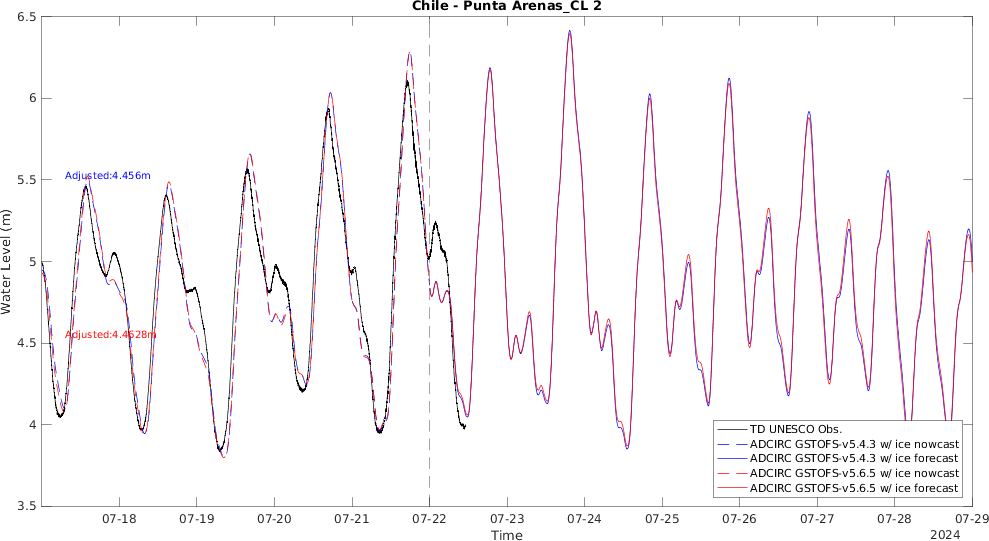 Chile - Punta Arenas_CL 2
6.5
6
5.5
5
4.5
4
3.5
Water Level (m)
Adjusted:4.456m
Adjusted:4.4628m
TD UNESCO Obs.
ADCIRC GSTOFS-v5.4.3 w/ ice nowcast
ADCIRC GSTOFS-v5.4.3 w/ ice forecast
ADCIRC GSTOFS-v5.6.5 w/ ice nowcast
ADCIRC GSTOFS-v5.6.5 w/ ice forecast
07-18 07-19 07-20 07-21 07-22 07-23 07-24 07-25 07-26 07-27 07-28 07-29
Time
2024